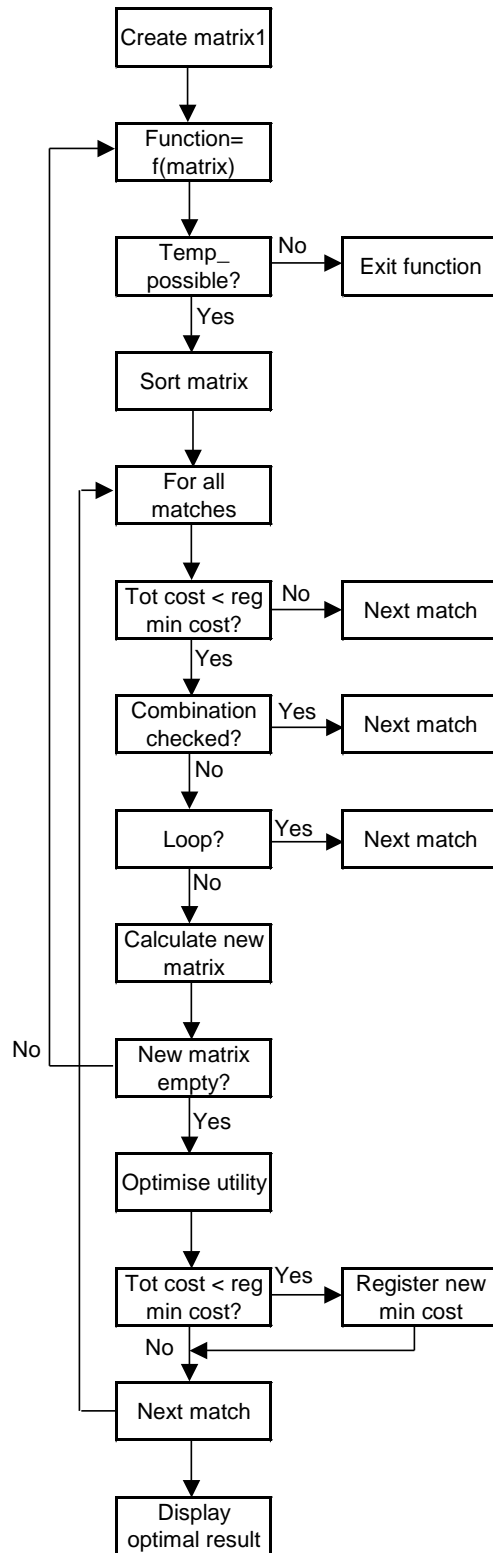 Create matrix1
Function=
f(matrix)
Temp_
possible?
No
Exit function
Yes
Sort matrix
For all
matches
Tot cost < reg
min cost?
No
Next match
Yes
Combination
checked?
Yes
Next match
No
Loop?
Yes
Next match
No
Calculate new
matrix
No
New matrix
empty?
Yes
Optimise utility
Tot cost < reg
min cost?
Yes
Register new
min cost
No
Next match
Display
optimal result